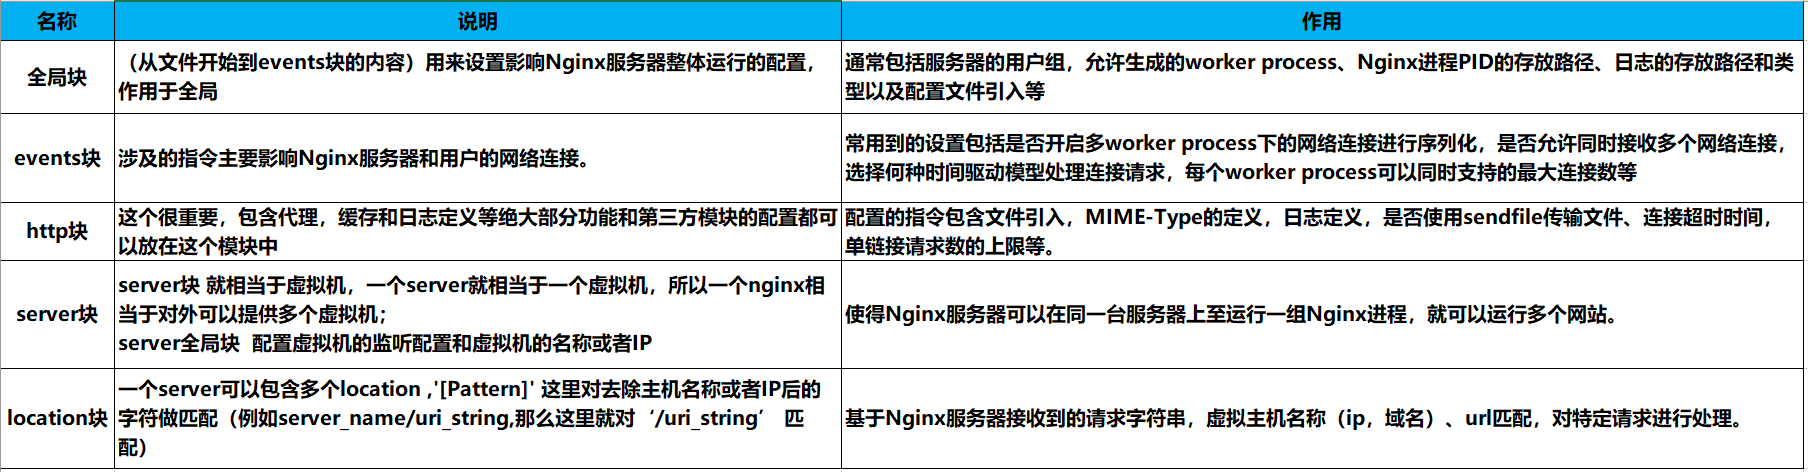 名称
说明
作用
全局块
（从文件开始到events块的内容）用来设置影响Nginx服务器整体运行的配置，
作用于全局
通常包括服务器的用户组，允许生成的worker process、Nginx进程PID的存放路径、日志的存放路径和类
型以及配置文件引入等
events块
涉及的指令主要影响Nginx服务器和用户的网络连接。
常用到的设置包括是否开启多worker process下的网络连接进行序列化，是否允许同时接收多个网络连接，
选择何种时间驱动模型处理连接请求，每个worker process可以同时支持的最大连接数等
http块
这个很重要，包含代理，缓存和日志定义等绝大部分功能和第三方模块的配置都可
以放在这个模块中
配置的指令包含文件引入，MIME-Type的定义，日志定义，是否使用sendfile传输文件、连接超时时间，
单链接请求数的上限等。
server块
server块 就相当于虚拟机，一个server就相当于一个虚拟机，所以一个nginx相
当于对外可以提供多个虚拟机；
server全局块  配置虚拟机的监听配置和虚拟机的名称或者IP
使得Nginx服务器可以在同一台服务器上至运行一组Nginx进程，就可以运行多个网站。
location块
一个server可以包含多个location ,'[Pattern]' 这里对去除主机名称或者IP后的
字符做匹配（例如server_name/uri_string,那么这里就对‘/uri_string’ 匹
配）
基于Nginx服务器接收到的请求字符串，虚拟主机名称（ip，域名）、url匹配，对特定请求进行处理。